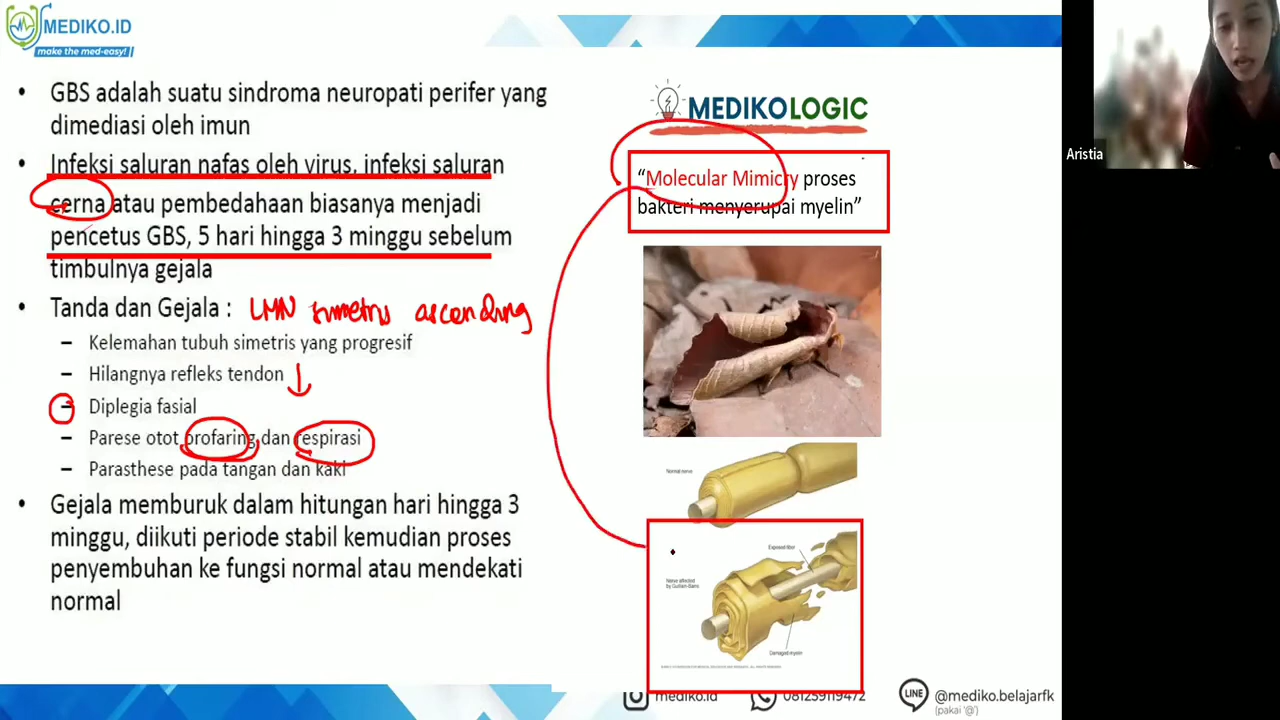 MEDIKO.ID
make the med-easy!
• GBS adalah suatu sindroma neuropati perifer yang
dimediasi oleh imun
• Infeksi saluran nafas oleh virus, infeksi saluran
cerna atau pembedahaan biasanya menjadi
pencetus GBS, 5 hari hingga 3 minggu sebelum
timbulnya gejala
• Tanda dan Gejala : LMN simetris ascending
– Kelemahan tubuh simetris yang progresif
– Hilangnya refleks tendon ↓
– Diplegia fasial
– Parese otot orofaring dan respirasi
– Parasthese pada tangan dan kaki
• Gejala memburuk dalam hitungan hari hingga 3
minggu, diikuti periode stabil kemudian proses
penyembuhan ke fungsi normal atau mendekati
normal
MEDIKOLOGIC
“Molecular Mimicry proses
bakteri menyerupai myelin”
Normal nerve
Exposed fiber
Nerve affected
by Guillain-Barre
Damaged myelin
mediko.id
081259119472
LINE
@mediko.belajarfk
(pakai '@')
Aristia